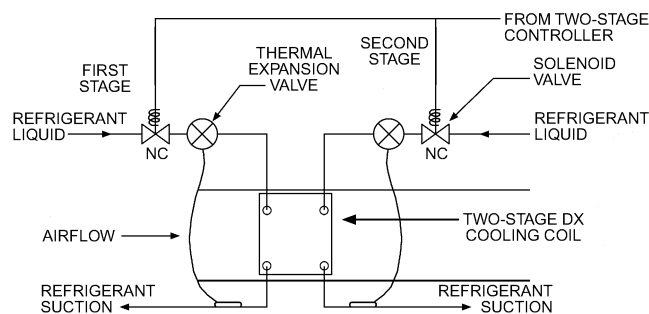 FROM TWO-STAGE
CONTROLLER
THERMAL
EXPANSION
VALVE
SECOND
STAGE
FIRST
STAGE
SOLENOID
VALVE
REFRIGERANT
LIQUID
NC
NC
REFRIGERANT
LIQUID
AIRFLOW
TWO-STAGE DX
COOLING COIL
REFRIGERANT
SUCTION
REFRIGERANT
SUCTION